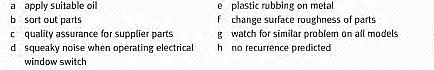 a apply suitable oil
b sort out parts
c quality assurance for supplier parts
d squeaky noise when operating electrical
window switch
e plastic rubbing on metal
f change surface roughness of parts
g watch for similar problem on all models
h no recurrence predicted